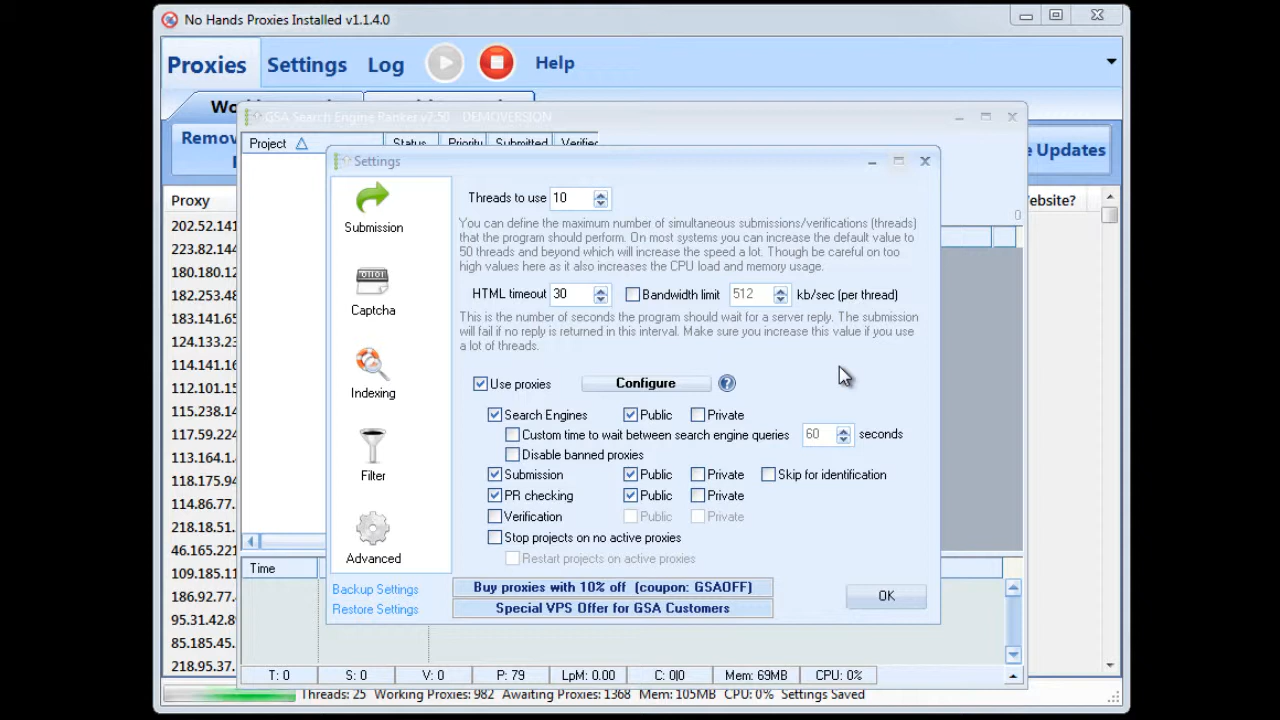 No Hands Proxies Installed v1.1.4.0
Proxies Settings Log Help
GSA Search Engine Ranker v7.50 DEMOVERSION
Updates
Project Status Priority Submitted
Settings
Proxy
ebsite?
Submission
Captcha
Indexing
Filter
Advanced
Backup Settings
Restore Settings
Threads to use 10
You can define the maximum number of simultaneous submissions/verifications (threads)
that the program should perform. On most systems you can increase the default value to
50 threads and beyond which will increase the speed a lot. Though be careful on too
high values here as it also increases the CPU load and memory usage.
HTML timeout 30 Bandwidth limit 512 kb/sec (per thread)
This is the number of seconds the program should wait for a server reply. The submission
will fail if no reply is returned in this interval. Make sure you increase this value if you use
a lot of threads.
Use proxies Configure
Search Engines Public Private
Custom time to wait between search engine queries 60 seconds
Disable banned proxies
Submission Public Private Skip for identification
PR checking Public Private
Verification Public Private
Stop projects on no active proxies
Restart projects on active proxies
Buy proxies with 10% off (coupon: GSAOFF)
Special VPS Offer for GSA Customers
OK
202.52.141
223.82.144
180.180.12
182.253.48
183.141.65
124.133.23
114.141.16
112.101.15
115.238.14
117.59.224
113.164.1.
118.175.94
114.86.77.
218.18.51.
46.165.221
109.185.11
186.92.77.
95.31.42.8
85.185.45.
218.95.37.
Time
T: 0 S: 0 V: 0 P: 79 LpM: 0.00 C: 0|0 Mem: 69MB CPU: 0%
Threads: 25 Working Proxies: 982 Awaiting Proxies: 1368 Mem: 105MB CPU: 0% Settings Saved